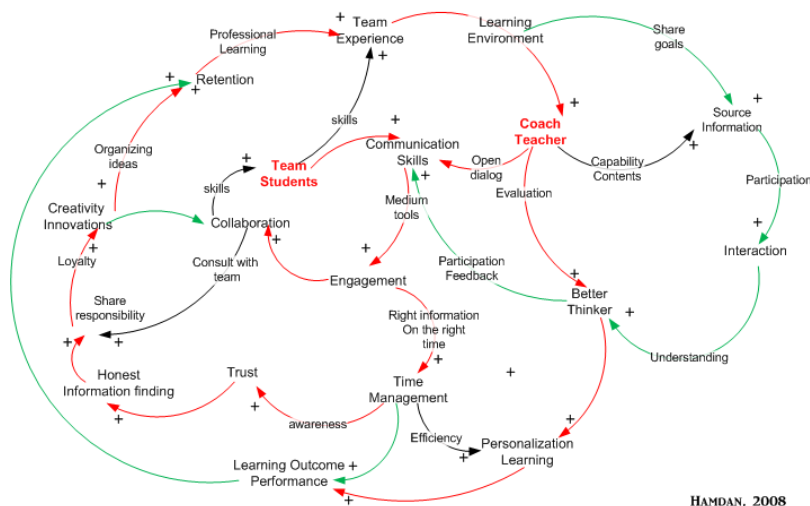 Professional
Learning
Team
Experience
Learning
Environment
Share
goals
Retention
skills
Coach
Teacher
Source
Information
Organizing
ideas
Communication
Skills
Open
dialog
Capability
Contents
Team
Students
skills
Evaluation
Participation
Creativity
Innovations
Collaboration
Medium
tools
Loyalty
Consult with
team
Participation
Feedback
Interaction
Engagement
Better
Thinker
Share
responsibility
Right information
On the right
time
Understanding
Honest
Information finding
Trust
Time
Management
awareness
Efficiency
Personalization
Learning
Learning Outcome
Performance
HAMDAN. 2008